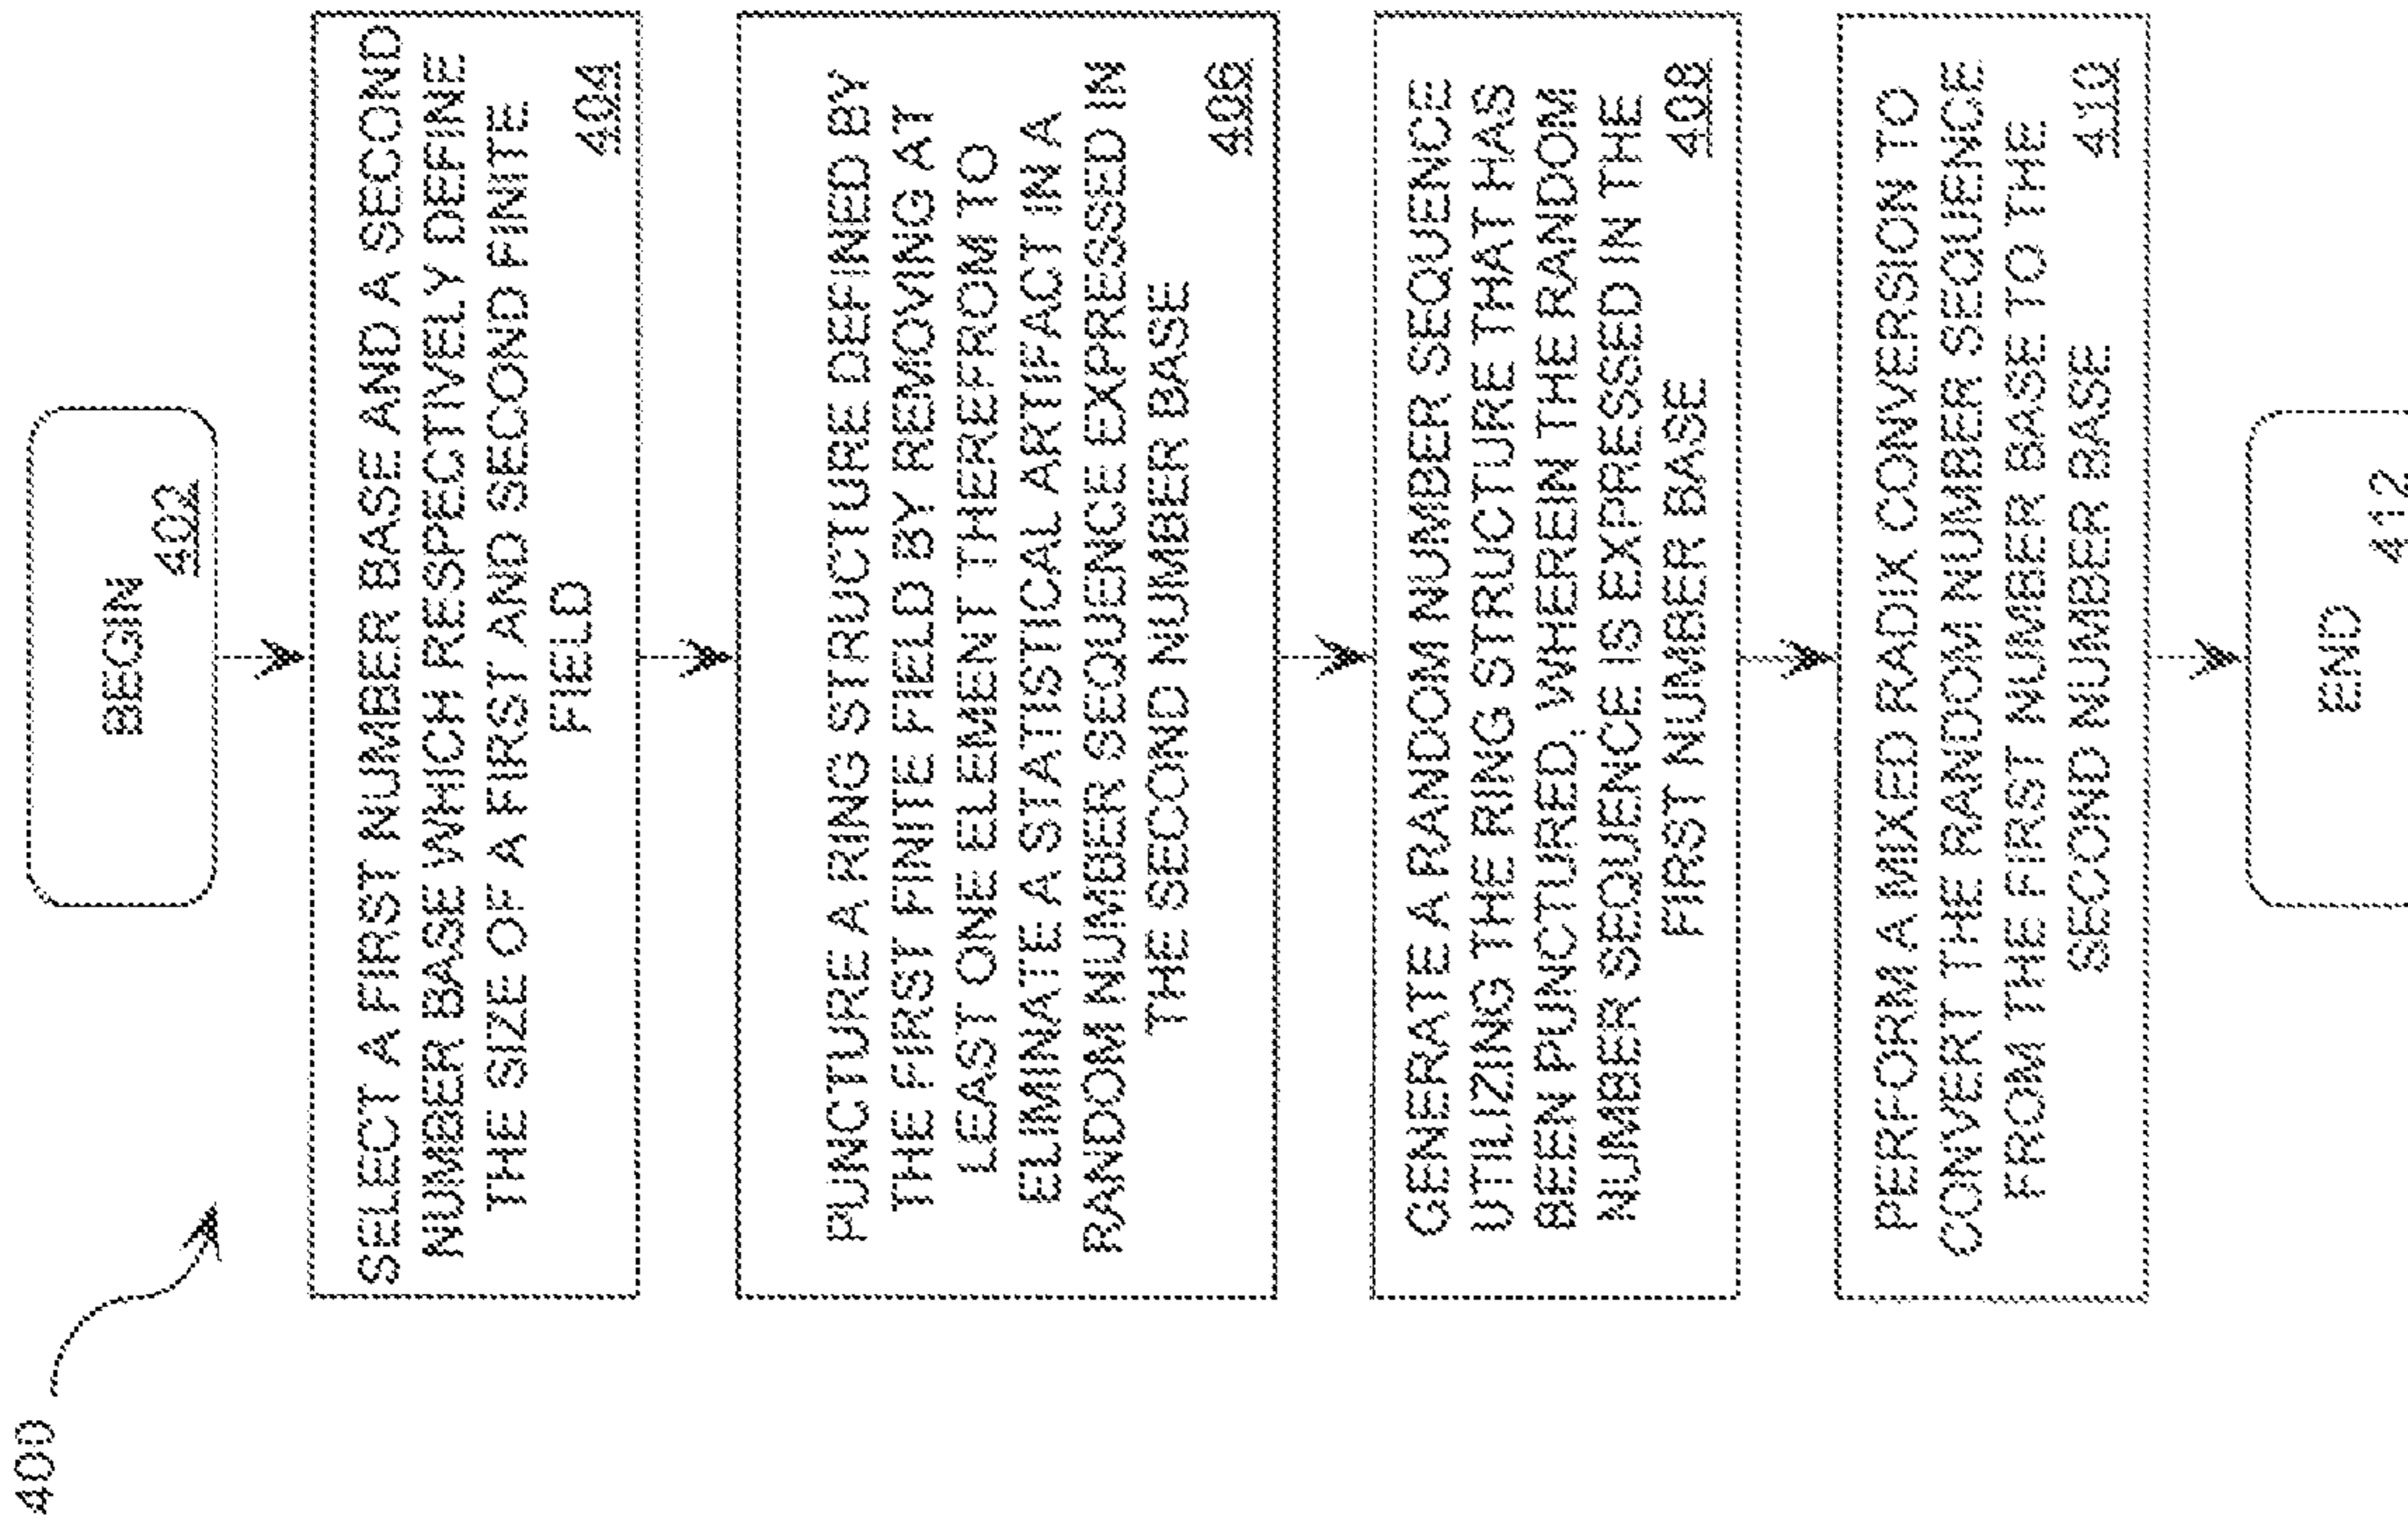 400
BEGIN
402
SELECT A FIRST NUMBER BASE AND A SECOND
NUMBER BASE WHICH RESPECTIVELY DEFINE
THE SIZE OF A FIRST AND SECOND FINITE
FIELD
404
PUNCTURE A RING STRUCTURE DEFINED BY
THE FIRST FINITE FIELD BY REMOVING AT
LEAST ONE ELEMENT THEREFROM TO
ELIMINATE A STATISTICAL ARTIFACT IN A
RANDOM NUMBER SEQUENCE EXPRESSED IN
THE SECOND NUMBER BASE
406
GENERATE A RANDOM NUMBER SEQUENCE
UTILIZING THE RING STRUCTURE THAT HAS
BEEN PUNCTURED, WHEREIN THE RANDOM
NUMBER SEQUENCE IS EXPRESSED IN THE
FIRST NUMBER BASE
408
PERFORM A MIXED RADIX CONVERSION TO
CONVERT THE RANDOM NUMBER SEQUENCE
FROM THE FIRST NUMBER BASE TO THE
SECOND NUMBER BASE
410
END
412